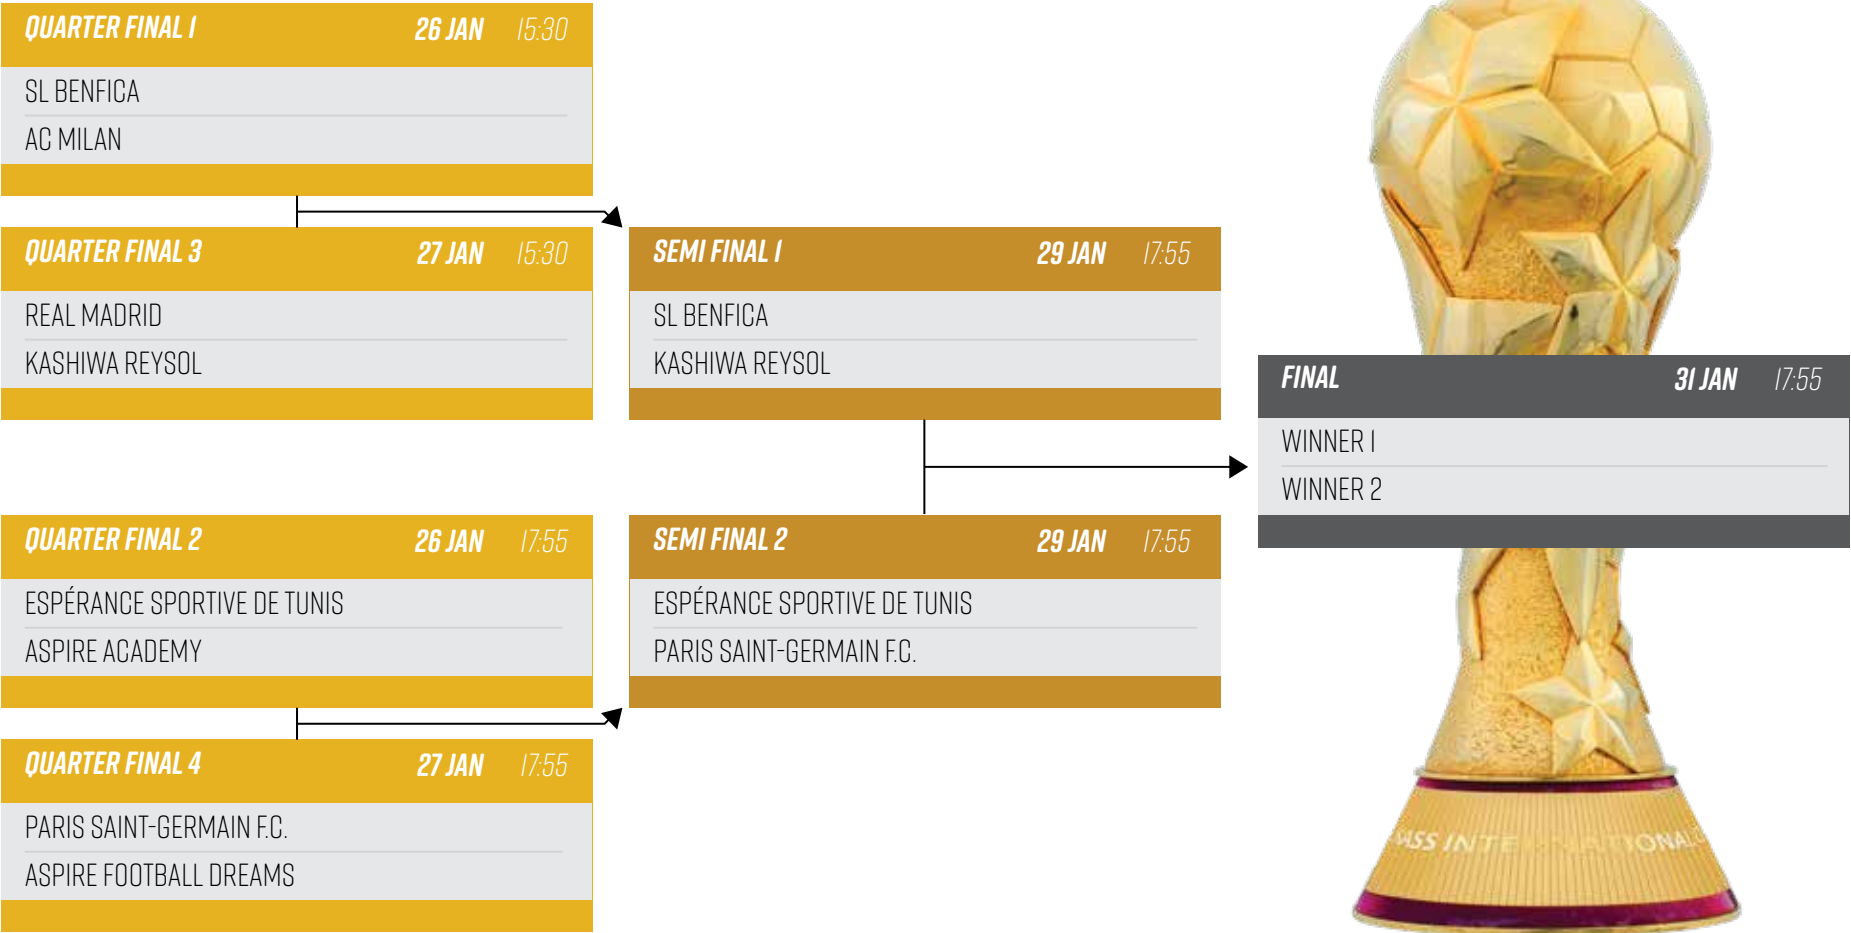 QUARTER FINAL 1 26 JAN 15:30
SL BENFICA
AC MILAN
QUARTER FINAL 3 27 JAN 15:30
REAL MADRID
KASHIWA REYSOL
SEMI FINAL 1 29 JAN 17:55
SL BENFICA
KASHIWA REYSOL
QUARTER FINAL 2 26 JAN 17:55
ESPÉRANCE SPORTIVE DE TUNIS
ASPIRE ACADEMY
QUARTER FINAL 4 27 JAN 17:55
PARIS SAINT-GERMAIN F.C.
ASPIRE FOOTBALL DREAMS
SEMI FINAL 2 29 JAN 17:55
ESPÉRANCE SPORTIVE DE TUNIS
PARIS SAINT-GERMAIN F.C.
FINAL 31 JAN 17:55
WINNER 1
WINNER 2
INTERNATIONAL